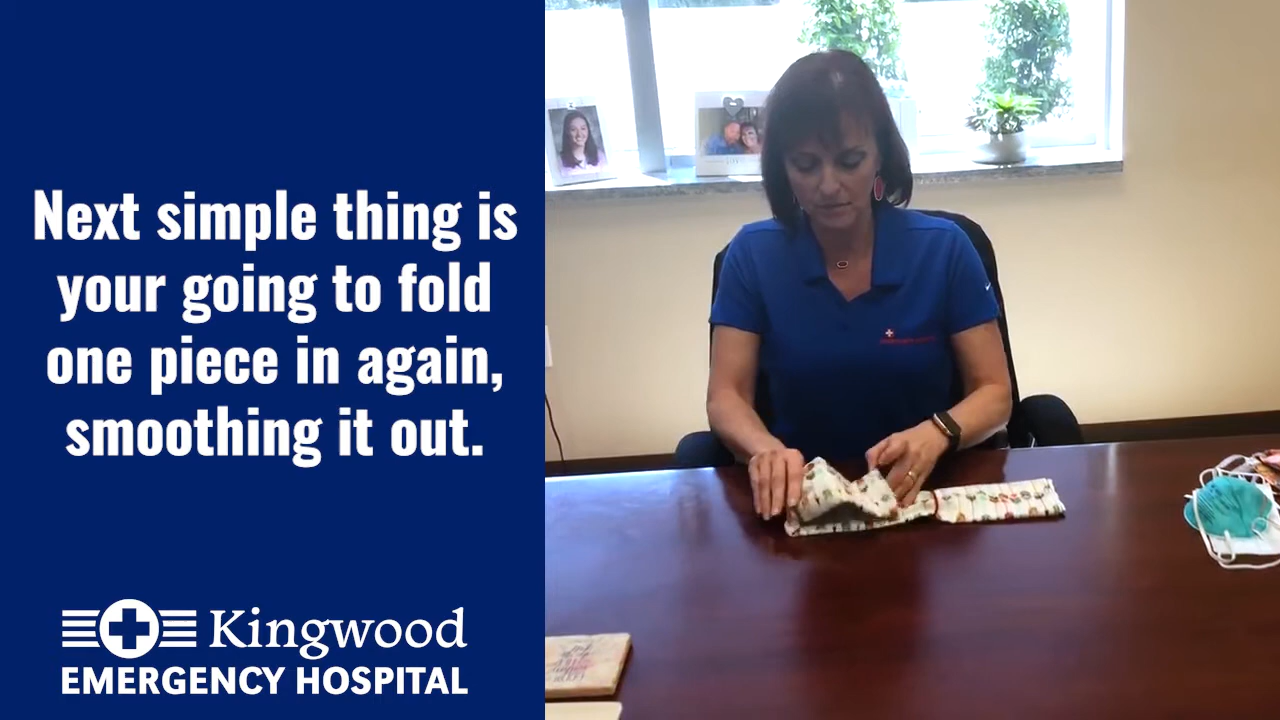 Next simple thing is
your going to fold
one piece in again,
smoothing it out.
Kingwood
EMERGENCY HOSPITAL